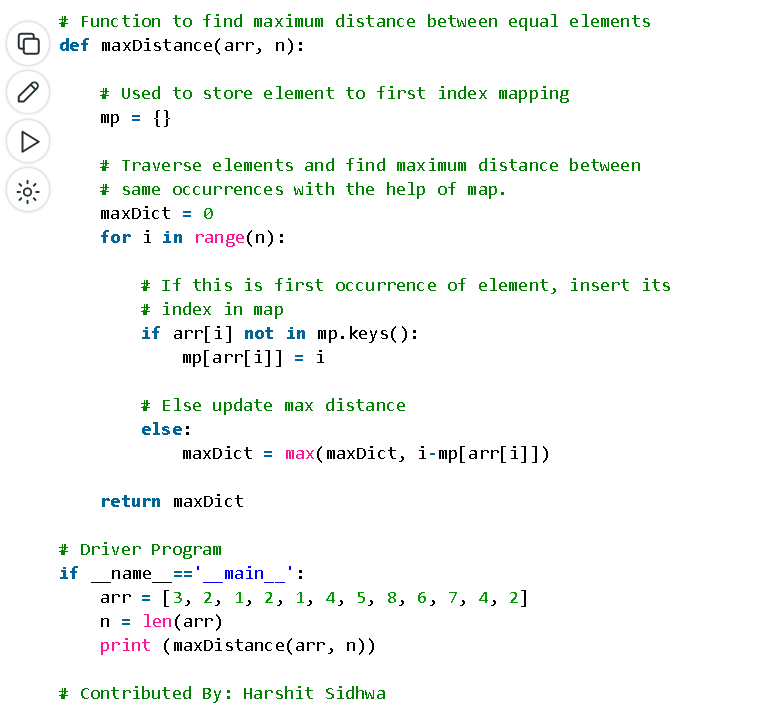 # Function to find maximum distance between equal elements
def maxDistance(arr, n):
# Used to store element to first index mapping
mp = {}
# Traverse elements and find maximum distance between
# same occurrences with the help of map.
maxDict = 0
for i in range(n):
# If this is first occurrence of element, insert its
# index in map
if arr[i] not in mp.keys():
mp[arr[i]] = i
# Else update max distance
else:
maxDict = max(maxDict, i-mp[arr[i]])
return maxDict
# Driver Program
if __name__=='__main__':
arr = [3, 2, 1, 2, 1, 4, 5, 8, 6, 7, 4, 2]
n = len(arr)
print (maxDistance(arr, n))
# Contributed By: Harshit Sidhwa